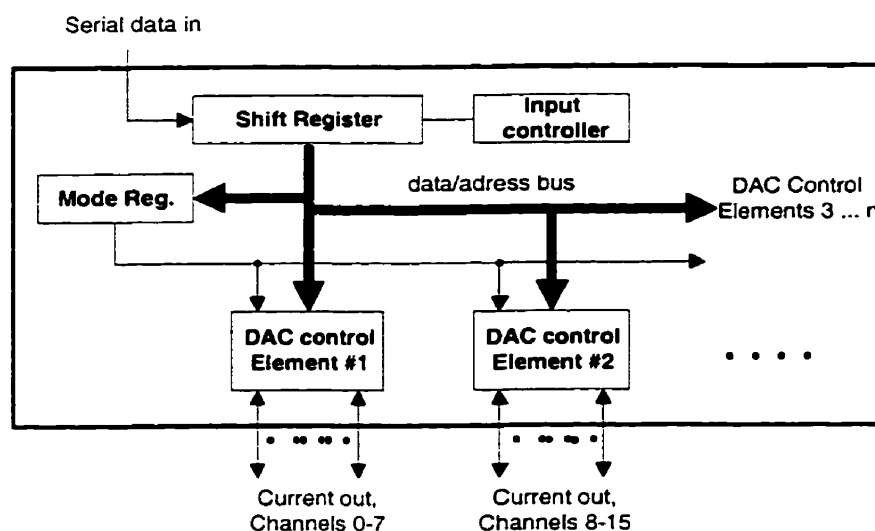 Serial data in
Shift Register
Input
controller
Mode Reg.
data/adress bus
DAC Control
Elements 3 ... n
DAC control
Element #1
DAC control
Element #2
Current out,
Channels 0-7
Current out,
Channels 8-15